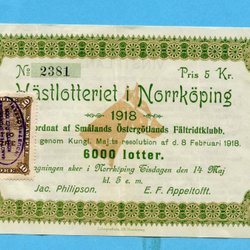 No 2381
Pris 5 Kr.
Hästlotteriet i Norrköping
1918
anordnat af Smålands Östergötlands Fältridtklubb.
genom Kungl. Maj:ts resolution af d. 8 Februari 1918.
6000 lotter.
Dragningen sker i Norrköping Tisdagen den 14 Maj
kl. 5 e. m.
Jac. Philipson. E. F. Appeltofft.